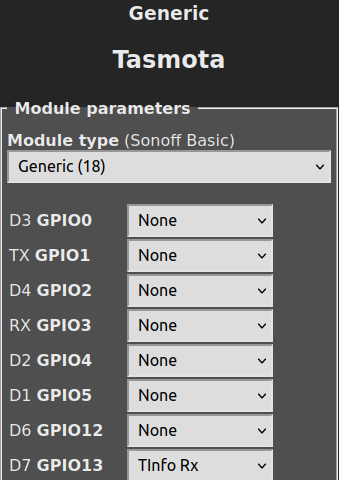 Generic
Tasmota
Module parameters
Module type (Sonoff Basic)
Generic (18)
D3 GPIO0 None
TX GPIO1 None
D4 GPIO2 None
RX GPIO3 None
D2 GPIO4 None
D1 GPIO5 None
D6 GPIO12 None
D7 GPIO13 TInfo Rx